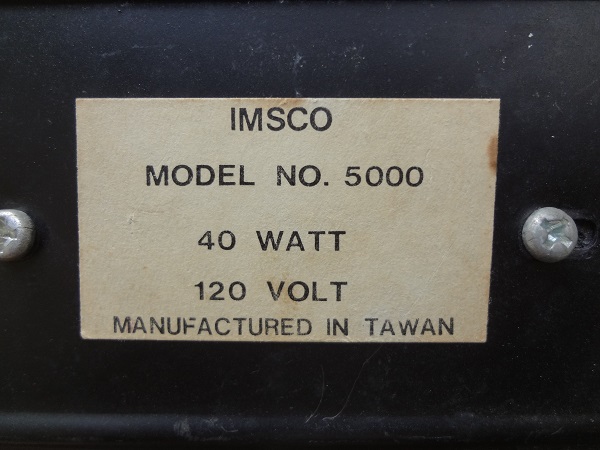 IMSCO
MODEL NO. 5000
40 WATT
120 VOLT
MANUFACTURED IN TAWAN